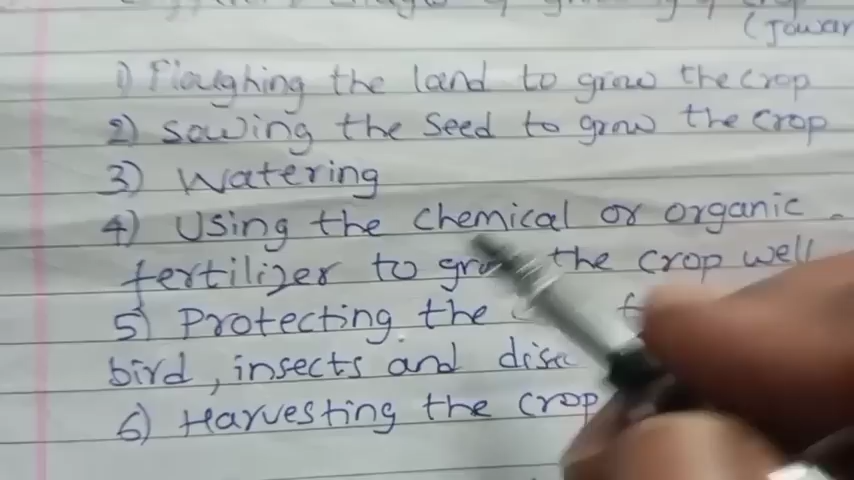 (Jowar
1) Ploughing the land to grow the crop
2) Sowing the Seed to grow the crop
3) Watering
4) Using the chemical or organic
fertilizer to the crop well
5) Protecting the
bird, insects and
6) Harvesting the crop